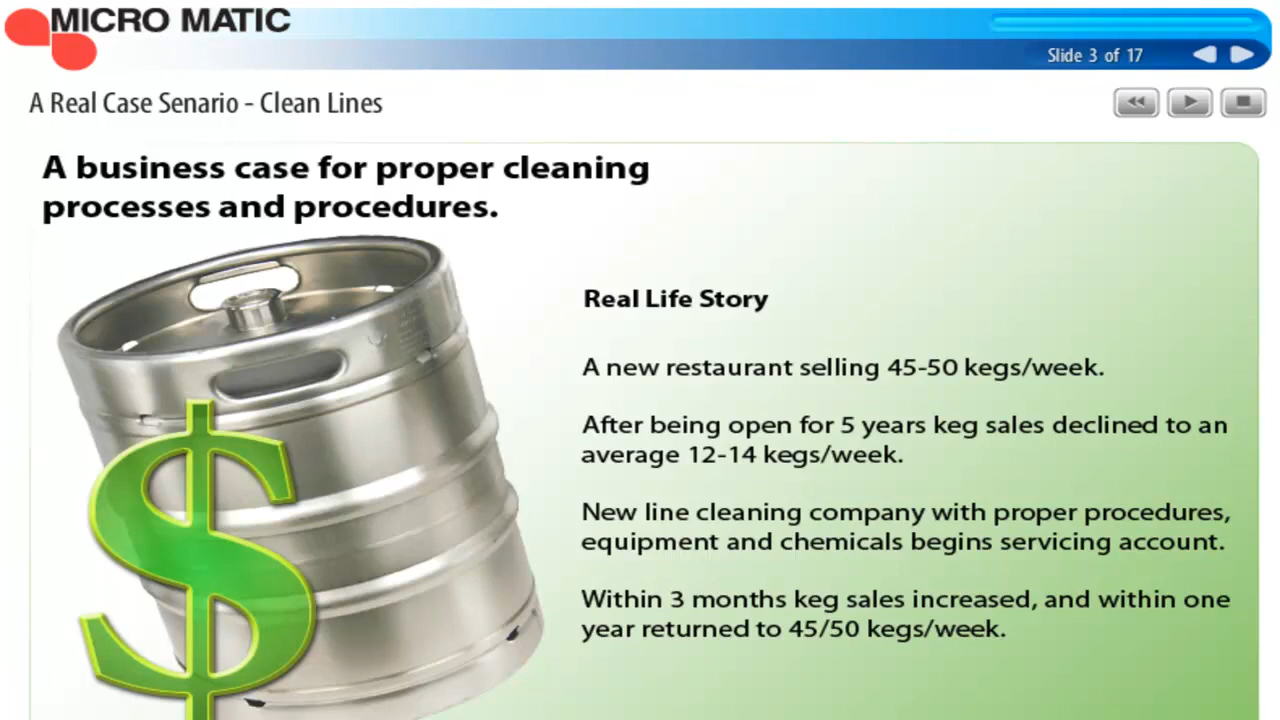 MICRO MATIC
Slide 3 of 17
A Real Case Senario - Clean Lines
A business case for proper cleaning
processes and procedures.
Real Life Story
A new restaurant selling 45-50 kegs/week.
After being open for 5 years keg sales declined to an
average 12-14 kegs/week.
New line cleaning company with proper procedures,
equipment and chemicals begins servicing account.
Within 3 months keg sales increased, and within one
year returned to 45/50 kegs/week.
$